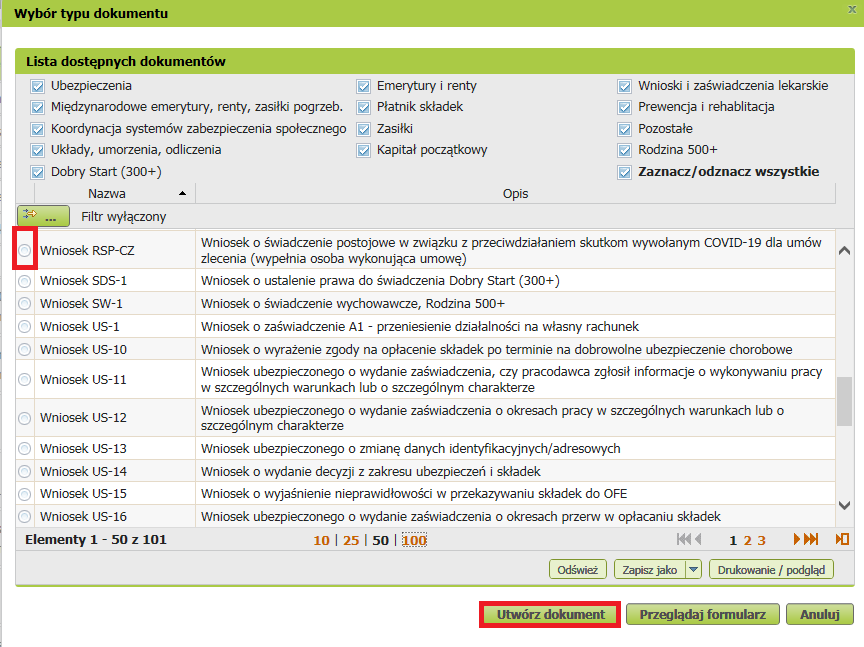 Wybór typu dokumentu
x
Lista dostępnych dokumentów
Ubezpieczenia
Emerytury i renty
Wnioski i zaświadczenia lekarskie
Międzynarodowe emerytury, renty, zasiłki pogrzeb.
Płatnik składek
Prewencja i rehablitacja
Koordynacja systemów zabezpieczenia społecznego
Zasiłki
Pozostałe
Układy, umorzenia, odliczenia
Kapitał początkowy
Rodzina 500+
Dobry Start (300+)
Zaznacz/odznacz wszystkie
Nazwa
Opis
...
Filtr wyłączony
Wniosek RSP-CZ
Wniosek o świadczenie postojowe w związku z przeciwdziałaniem skutkom wywołanym COVID-19 dla umów
zlecenia (wypełnia osoba wykonująca umowę)
Wniosek SDS-1
Wniosek o ustalenie prawa do świadczenia Dobry Start (300+)
Wniosek SW-1
Wniosek o świadczenie wychowawcze, Rodzina 500+
Wniosek US-1
Wniosek o zaświadczenie A1 - przeniesienie działalności na własny rachunek
Wniosek US-10
Wniosek o wyrażenie zgody na opłacenie składek po terminie na dobrowolne ubezpieczenie chorobowe
Wniosek US-11
Wniosek ubezpieczonego o wydanie zaświadczenia, czy pracodawca zgłosił informacje o wykonywaniu pracy
w szczególnych warunkach lub o szczególnym charakterze
Wniosek US-12
Wniosek ubezpieczonego o wydanie zaświadczenia o okresach pracy w szczególnych warunkach lub o
szczególnym charakterze
Wniosek US-13
Wniosek ubezpieczonego o zmianę danych identyfikacyjnych/adresowych
Wniosek US-14
Wniosek o wydanie decyzji z zakresu ubezpieczeń i składek
Wniosek US-15
Wniosek o wyjaśnienie nieprawidłowości w przekazywaniu składek do OFE
Wniosek US-16
Wniosek ubezpieczonego o wydanie zaświadczenia o okresach przerw w opłacaniu składek
Elementy 1 - 50 z 101
10 | 25 | 50 | 100
1 2 3
Odśwież
Zapisz jako
Drukowanie / podgląd
Utwórz dokument
Przeglądaj formularz
Anuluj